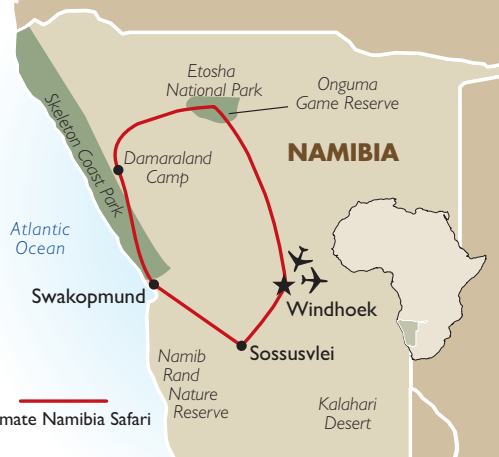 Etosha
National Park
Onguma
Game Reserve
NAMIBIA
Skeleton Coast Park
Damaraland
Camp
Atlantic
Ocean
Swakopmund
Windhoek
Sossusvlei
Namib
Rand
Nature
Reserve
Kalahari
Desert
Namibia Safari